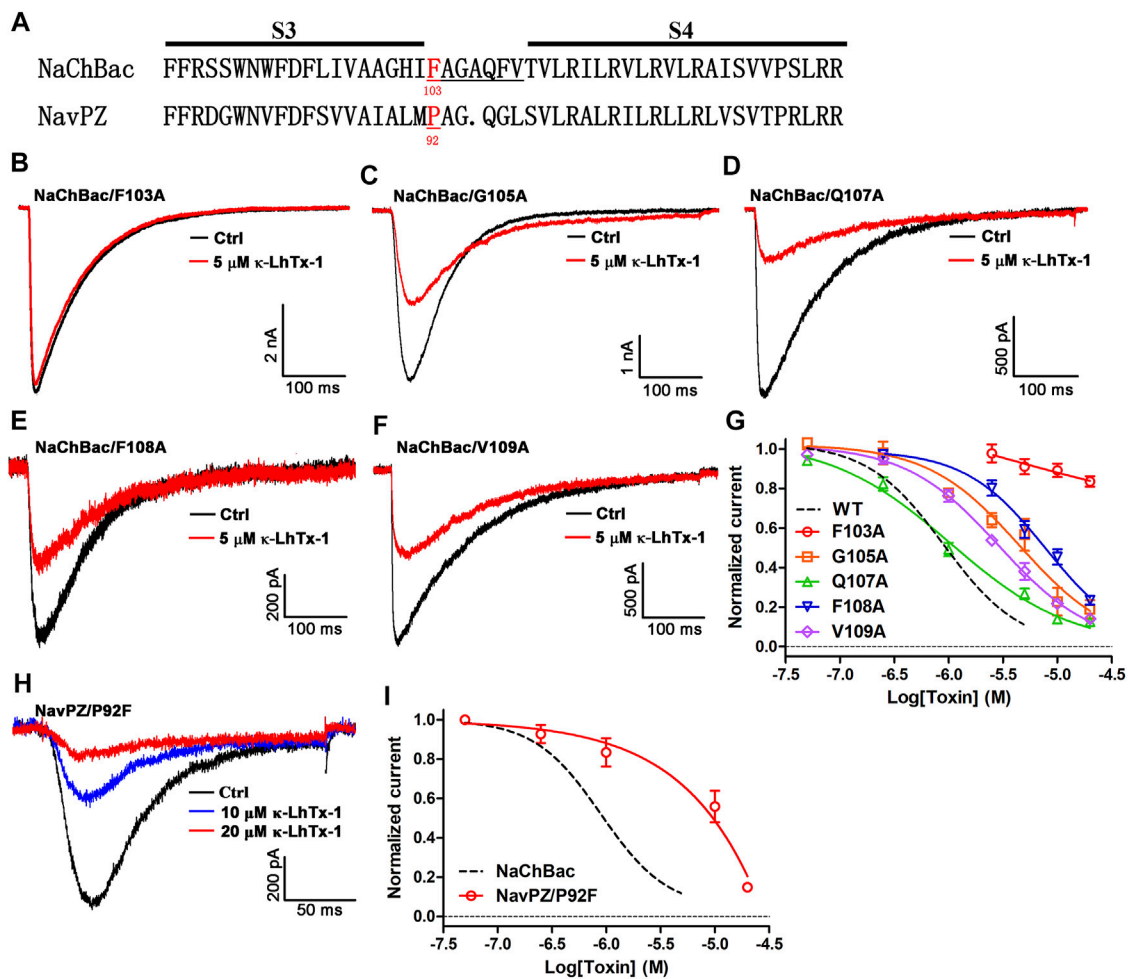 A
S3 S4
NaChBac FFRSSWNWFDFLIVAAGHIFAGAQFVTVLRILRVLRVLRAISVVPSLRR
103
NavPZ FFRDGWNVFDFSVVAIALMPAG.QGLSVLRALRILRLLRLVSVTPRLRR
92
B
NaChBac/F103A
Ctrl
5 μM κ-LhTx-1
2 nA
100 ms
C
NaChBac/G105A
Ctrl
5 μM κ-LhTx-1
1 nA
100 ms
D
NaChBac/Q107A
Ctrl
5 μM κ-LhTx-1
500 pA
100 ms
E
NaChBac/F108A
Ctrl
5 μM κ-LhTx-1
200 pA
100 ms
F
NaChBac/V109A
Ctrl
5 μM κ-LhTx-1
500 pA
100 ms
G
Normalized current
1.0
0.8
0.6
0.4
0.2
0.0
WT
F103A
G105A
Q107A
F108A
V109A
-7.5 -7.0 -6.5 -6.0 -5.5 -5.0 -4.5
Log[Toxin] (M)
H
NavPZ/P92F
Ctrl
10 μM κ-LhTx-1
20 μM κ-LhTx-1
200 pA
50 ms
I
Normalized current
1.0
0.8
0.6
0.4
0.2
0.0
NaChBac
NavPZ/P92F
-7.5 -7.0 -6.5 -6.0 -5.5 -5.0 -4.5
Log[Toxin] (M)